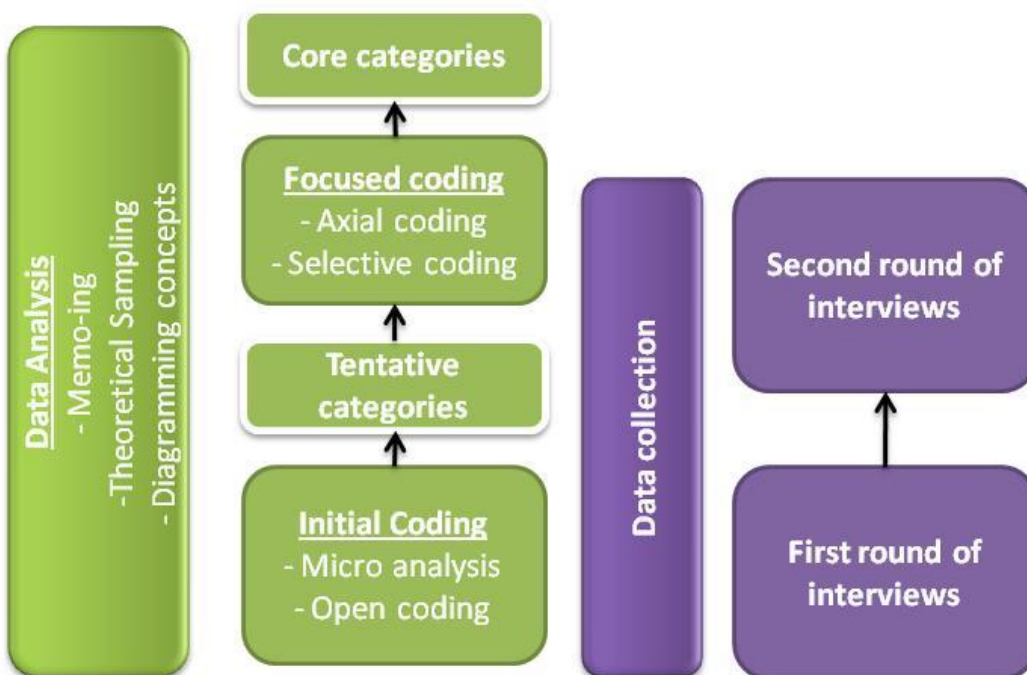 Data Analysis
- Memo-ing
-Theoretical Sampling
- Diagramming concepts
Core categories
Focused coding
- Axial coding
- Selective coding
Tentative
categories
Initial Coding
- Micro analysis
- Open coding
Data collection
Second round of
interviews
First round of
interviews